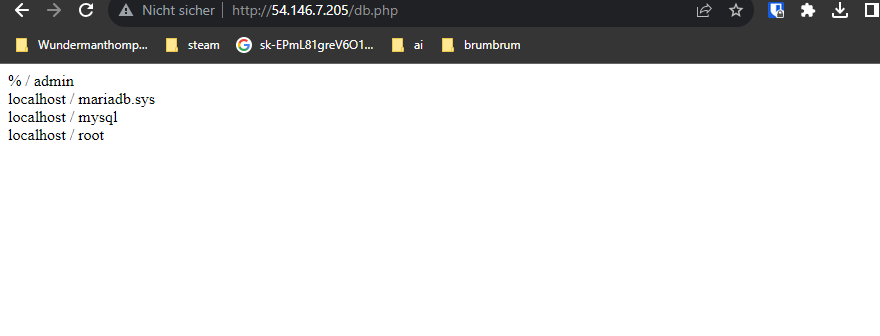 Nicht sicher http://54.146.7.205/db.php
Wundermanthomp... steam sk-EPmL81greV6O1... ai brumbrum
% / admin
localhost / mariadb.sys
localhost / mysql
localhost / root